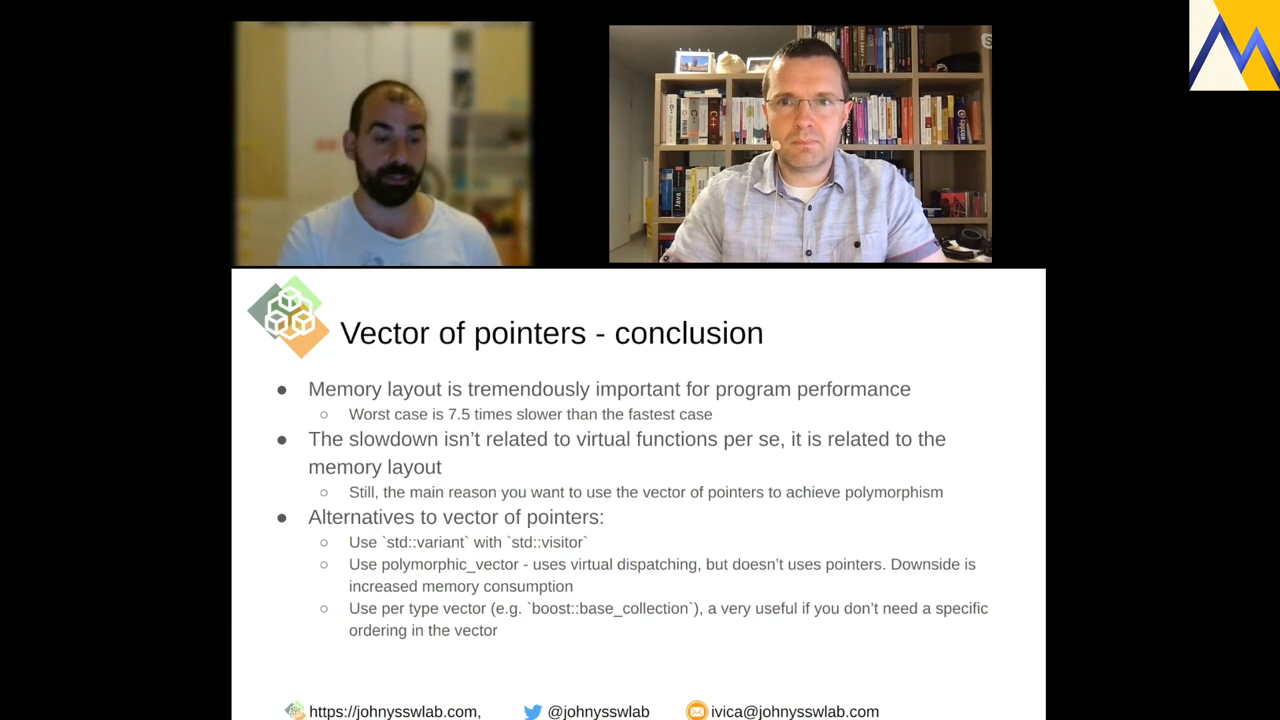 Vector of pointers - conclusion
● Memory layout is tremendously important for program performance
○ Worst case is 7.5 times slower than the fastest case
● The slowdown isn't related to virtual functions per se, it is related to the
memory layout
○ Still, the main reason you want to use the vector of pointers to achieve polymorphism
● Alternatives to vector of pointers:
○ Use `std::variant` with `std::visitor`
○ Use polymorphic_vector - uses virtual dispatching, but doesn't uses pointers. Downside is
increased memory consumption
○ Use per type vector (e.g. `boost::base_collection`), a very useful if you don't need a specific
ordering in the vector
https://johnysswlab.com, @johnysswlab ivica@johnysswlab.com